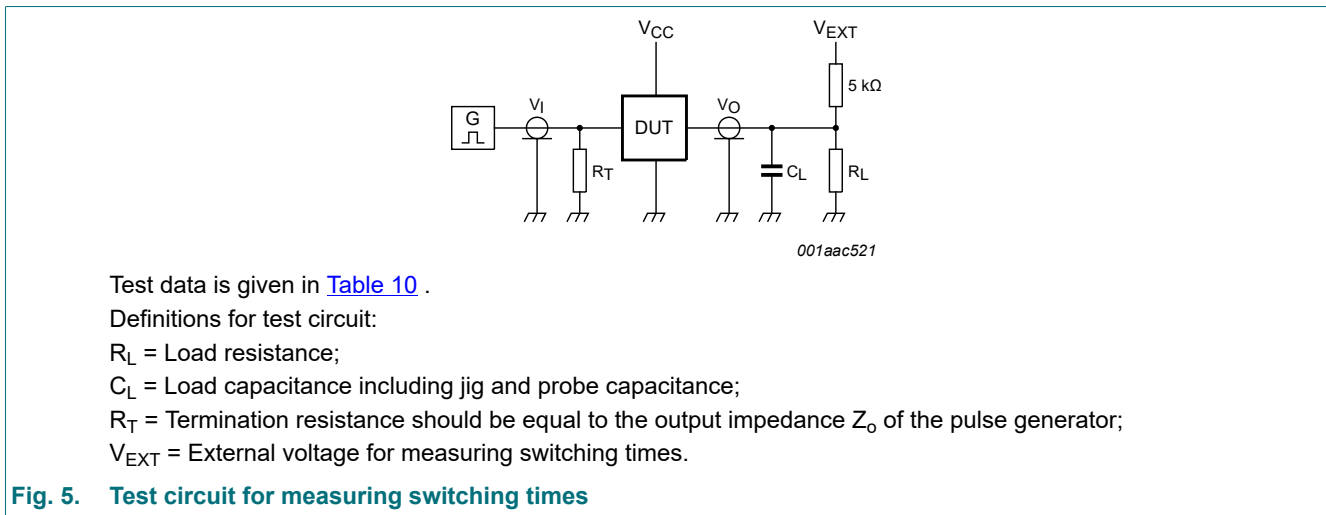 VCC
VEXT
5 kΩ
G
VI
DUT
VO
RT
CL
RL
001aac521
Test data is given in Table 10 .
Definitions for test circuit:
RL = Load resistance;
CL = Load capacitance including jig and probe capacitance;
RT = Termination resistance should be equal to the output impedance Zo of the pulse generator;
VEXT = External voltage for measuring switching times.
Fig. 5. Test circuit for measuring switching times